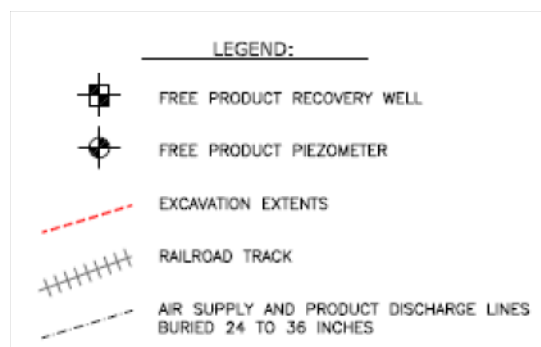 LEGEND:
FREE PRODUCT RECOVERY WELL
FREE PRODUCT PIEZOMETER
EXCAVATION EXTENTS
RAILROAD TRACK
AIR SUPPLY AND PRODUCT DISCHARGE LINES
BURIED 24 TO 36 INCHES